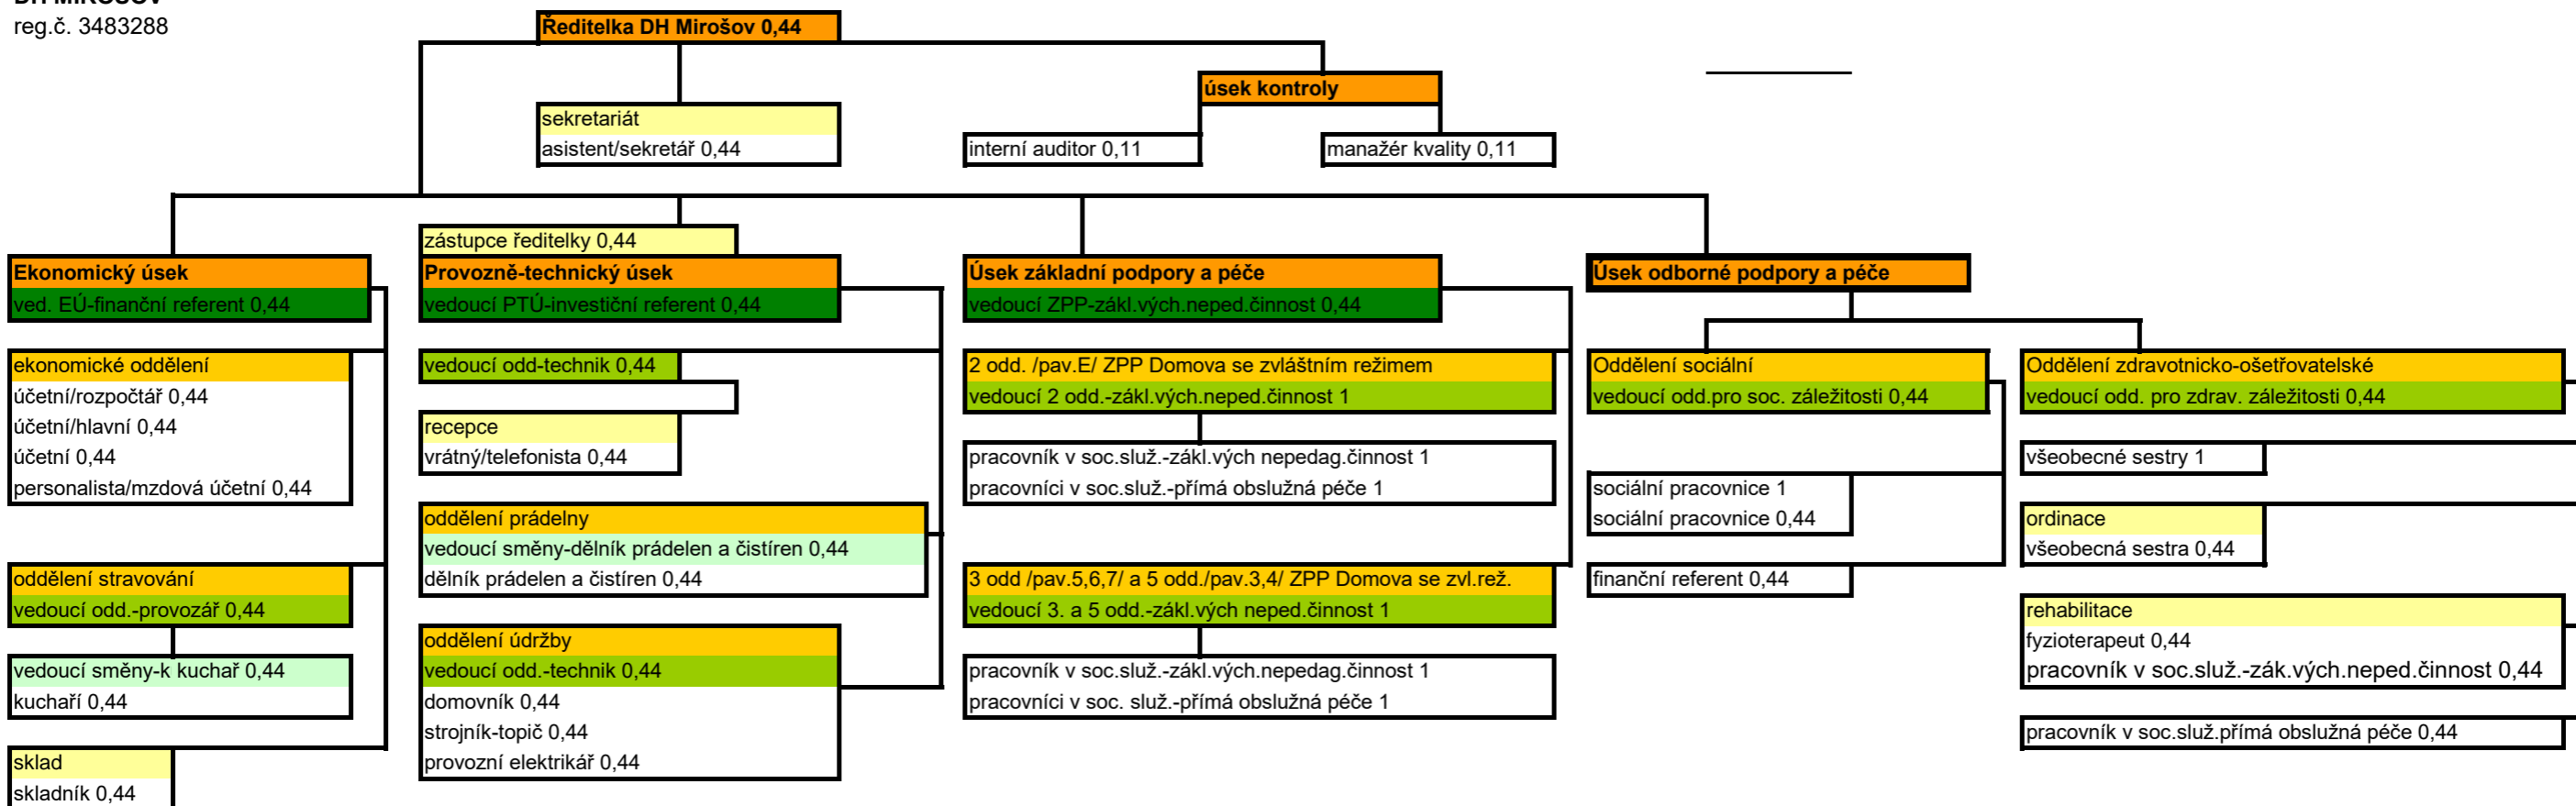 DH MIROŠOV
reg.č. 3483288
Ředitelka DH Mirošov 0,44
úsek kontroly
sekretariát
asistent/sekretář 0,44
interní auditor 0,11
manažér kvality 0,11
zástupce ředitelky 0,44
Ekonomický úsek
ved. EÚ-finanční referent 0,44
ekonomické oddělení
účetní/rozpočtář 0,44
účetní/hlavní 0,44
účetní 0,44
personalista/mzdová účetní 0,44
oddělení stravování
vedoucí odd.-provozář 0,44
vedoucí směny-k kuchař 0,44
kuchaří 0,44
sklad
skladník 0,44
Provozně-technický úsek
vedoucí PTÚ-investiční referent 0,44
vedoucí odd-technik 0,44
recepce
vrátný/telefonista 0,44
oddělení prádelny
vedoucí směny-dělník prádelen a čistíren 0,44
dělník prádelen a čistíren 0,44
oddělení údržby
vedoucí odd.-technik 0,44
domovník 0,44
strojník-topič 0,44
provozní elektrikář 0,44
Úsek základní podpory a péče
vedoucí ZPP-zákl.vých.neped.činnost 0,44
2 odd. /pav.E/ ZPP Domova se zvláštním režimem
vedoucí 2 odd.-zákl.vých.neped.činnost 1
pracovník v soc.služ.-zákl.vých nepedag.činnost 1
pracovníci v soc.služ.-přímá obslužná péče 1
3 odd /pav.5,6,7/ a 5 odd./pav.3,4/ ZPP Domova se zvl.rež.
vedoucí 3. a 5 odd.-zákl.vých neped.činnost 1
pracovník v soc.služ.-zákl.vých.nepedag.činnost 1
pracovníci v soc. služ.-přímá obslužná péče 1
Úsek odborné podpory a péče
Oddělení sociální
vedoucí odd.pro soc. záležitosti 0,44
sociální pracovnice 1
sociální pracovnice 0,44
finanční referent 0,44
Oddělení zdravotnicko-ošetřovatelské
vedoucí odd. pro zdrav. záležitosti 0,44
všeobecné sestry 1
ordinace
všeobecná sestra 0,44
rehabilitace
fyzioterapeut 0,44
pracovník v soc.služ.-zák.vých.neped.činnost 0,44
pracovník v soc.služ.přímá obslužná péče 0,44